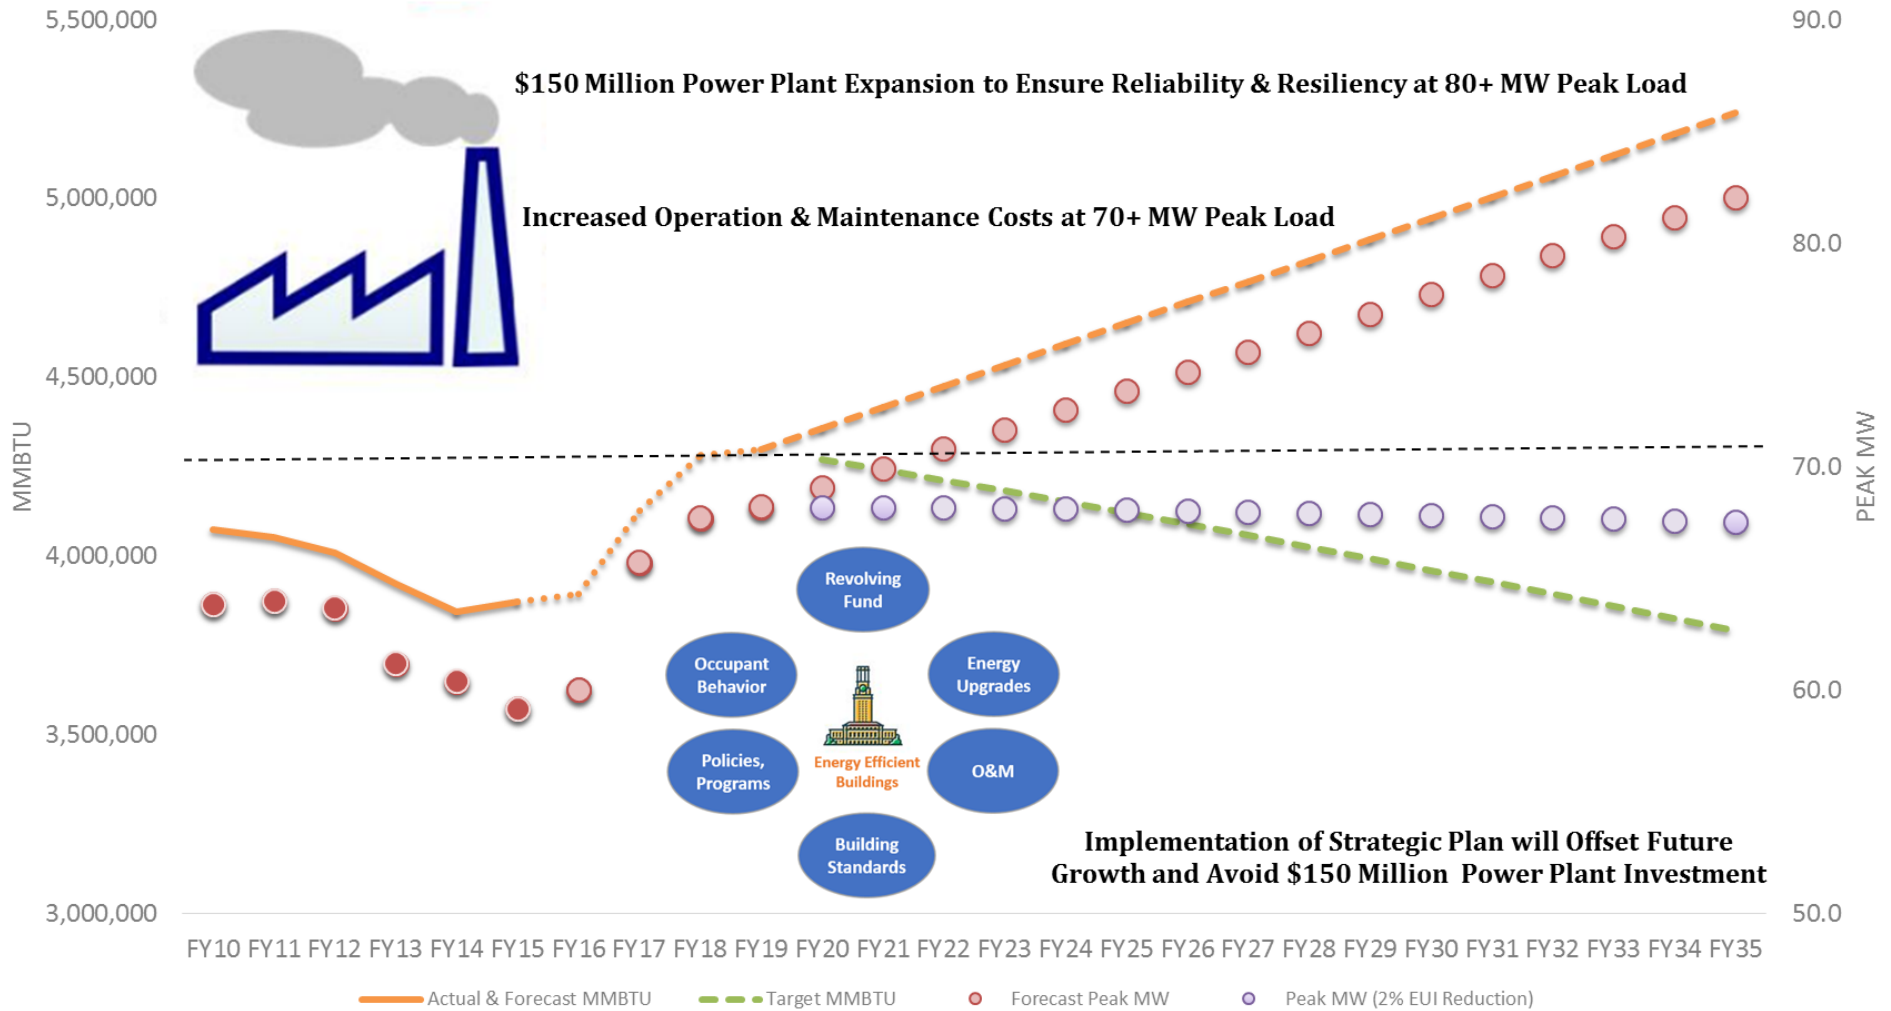 5,500,000
90.0
$150 Million Power Plant Expansion to Ensure Reliability & Resiliency at 80+ MW Peak Load
5,000,000
Increased Operation & Maintenance Costs at 70+ MW Peak Load
80.0
4,500,000
MMBTU
PEAK MW
70.0
4,000,000
Revolving
Fund
Occupant
Behavior
Energy
Upgrades
60.0
3,500,000
Policies,
Programs
Energy Efficient
Buildings
O&M
Building
Standards
Implementation of Strategic Plan will Offset Future
Growth and Avoid $150 Million Power Plant Investment
3,000,000
50.0
FY10 FY11 FY12 FY13 FY14 FY15 FY16 FY17 FY18 FY19 FY20 FY21 FY22 FY23 FY24 FY25 FY26 FY27 FY28 FY29 FY30 FY31 FY32 FY33 FY34 FY35
Actual & Forecast MMBTU Target MMBTU Forecast Peak MW Peak MW (2% EUI Reduction)